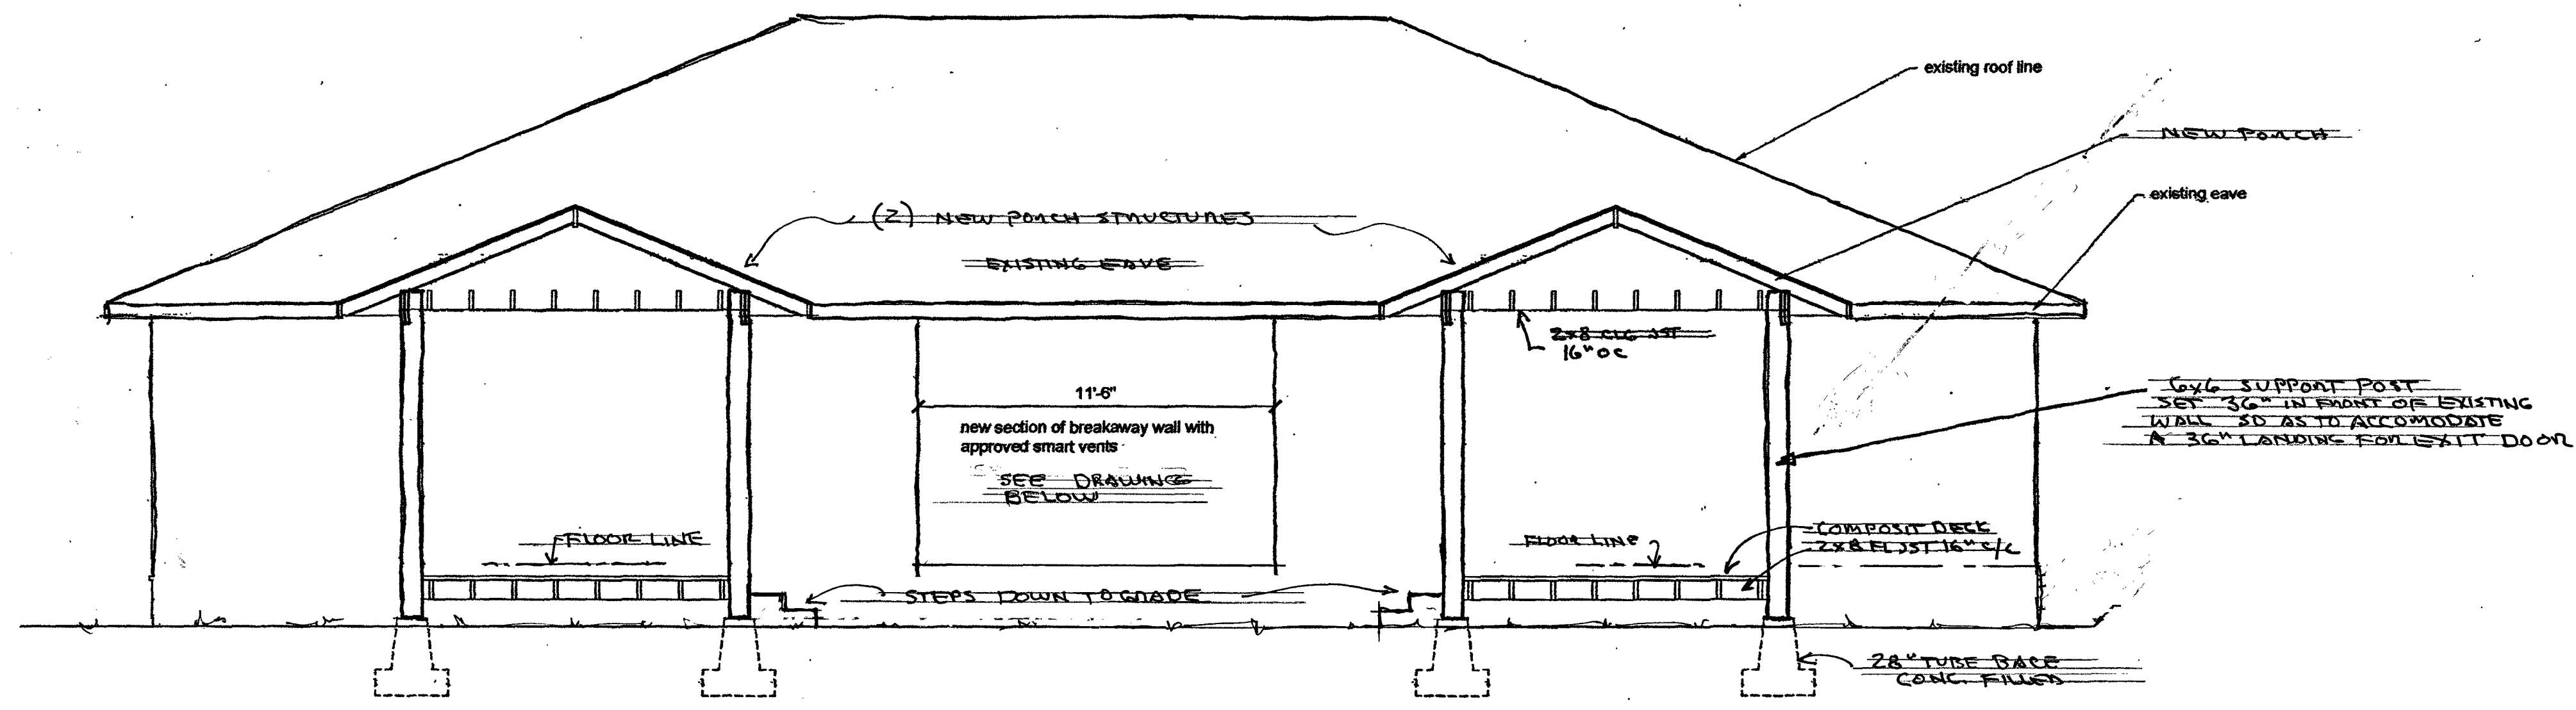 existing roof line
NEW PORCH
existing eave
(2) NEW PORCH STRUCTURES
EXISTING EAVE
2x8 CLG JST
16" OC
11'-6"
new section of breakaway wall with
approved smart vents
SEE DRAWING
BELOW
6x6 SUPPORT POST
SET 36" IN FRONT OF EXISTING
WALL SO AS TO ACCOMODATE
A 36" LANDING FOR EXIT DOOR
FLOOR LINE
FLOOR LINE
COMPOSIT DECK
2x8 FL JST 16" C/C
STEPS DOWN TO GRADE
28" TUBE BASE
CONC. FILLED